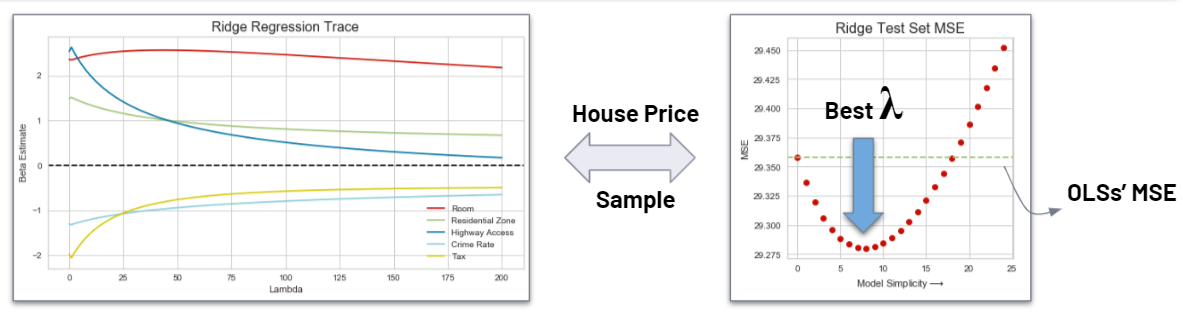 Ridge Regression Trace
Beta Estimate
2
1
0
−1
−2
0 25 50 75 100 125 150 175 200
Lambda
Room
Residential Zone
Highway Access
Crime Rate
Tax
House Price
Sample
Ridge Test Set MSE
MSE
29.450
29.425
29.400
29.375
29.350
29.325
29.300
29.275
0 5 10 15 20 25
Model Simplicity ⟶
Best λ
OLSs' MSE